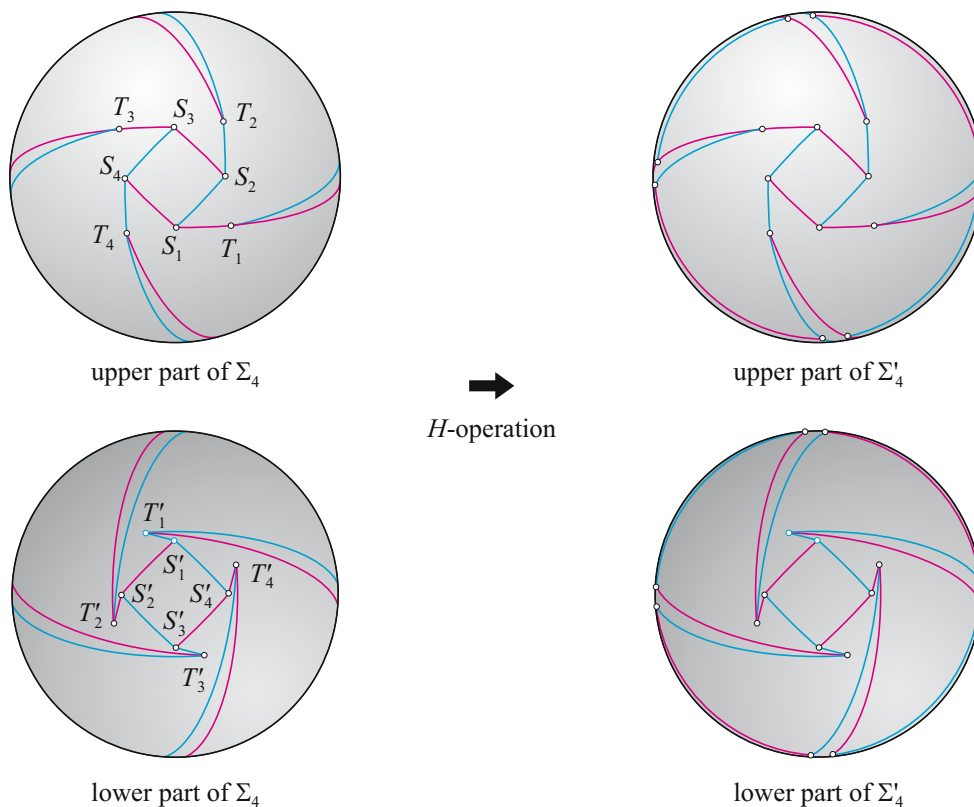 T₃ S₃ T₂
S₄ S₂
T₄ S₁ T₁
upper part of Σ₄
upper part of Σ'₄
H-operation
T'₁
S'₁ T'₄
S'₂ S'₄
T'₂ S'₃
T'₃
lower part of Σ₄
lower part of Σ'₄